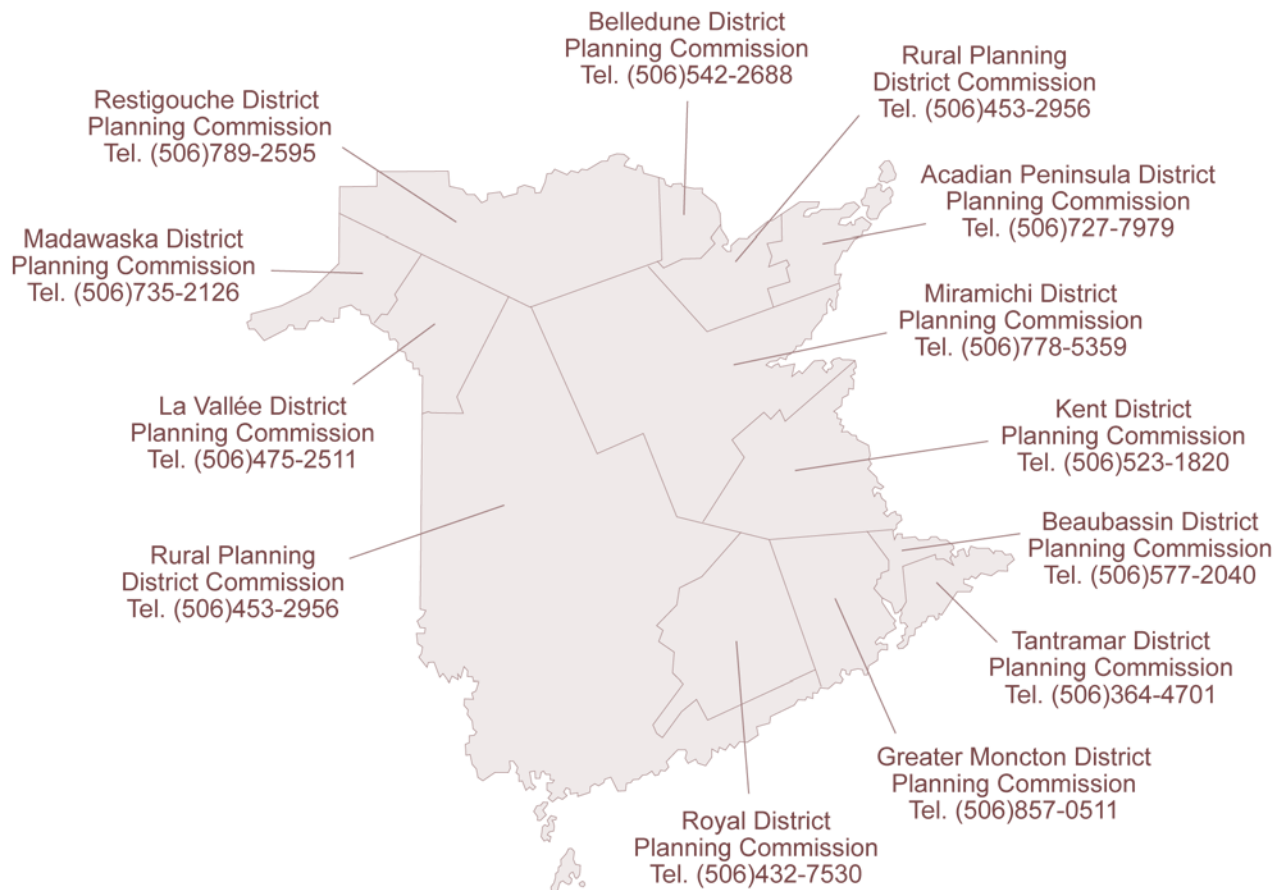 Belledune District
Planning Commission
Tel. (506)542-2688
Rural Planning
District Commission
Tel. (506)453-2956
Restigouche District
Planning Commission
Tel. (506)789-2595
Acadian Peninsula District
Planning Commission
Tel. (506)727-7979
Madawaska District
Planning Commission
Tel. (506)735-2126
Miramichi District
Planning Commission
Tel. (506)778-5359
La Vallée District
Planning Commission
Tel. (506)475-2511
Kent District
Planning Commission
Tel. (506)523-1820
Beaubassin District
Planning Commission
Tel. (506)577-2040
Rural Planning
District Commission
Tel. (506)453-2956
Tantramar District
Planning Commission
Tel. (506)364-4701
Greater Moncton District
Planning Commission
Tel. (506)857-0511
Royal District
Planning Commission
Tel. (506)432-7530